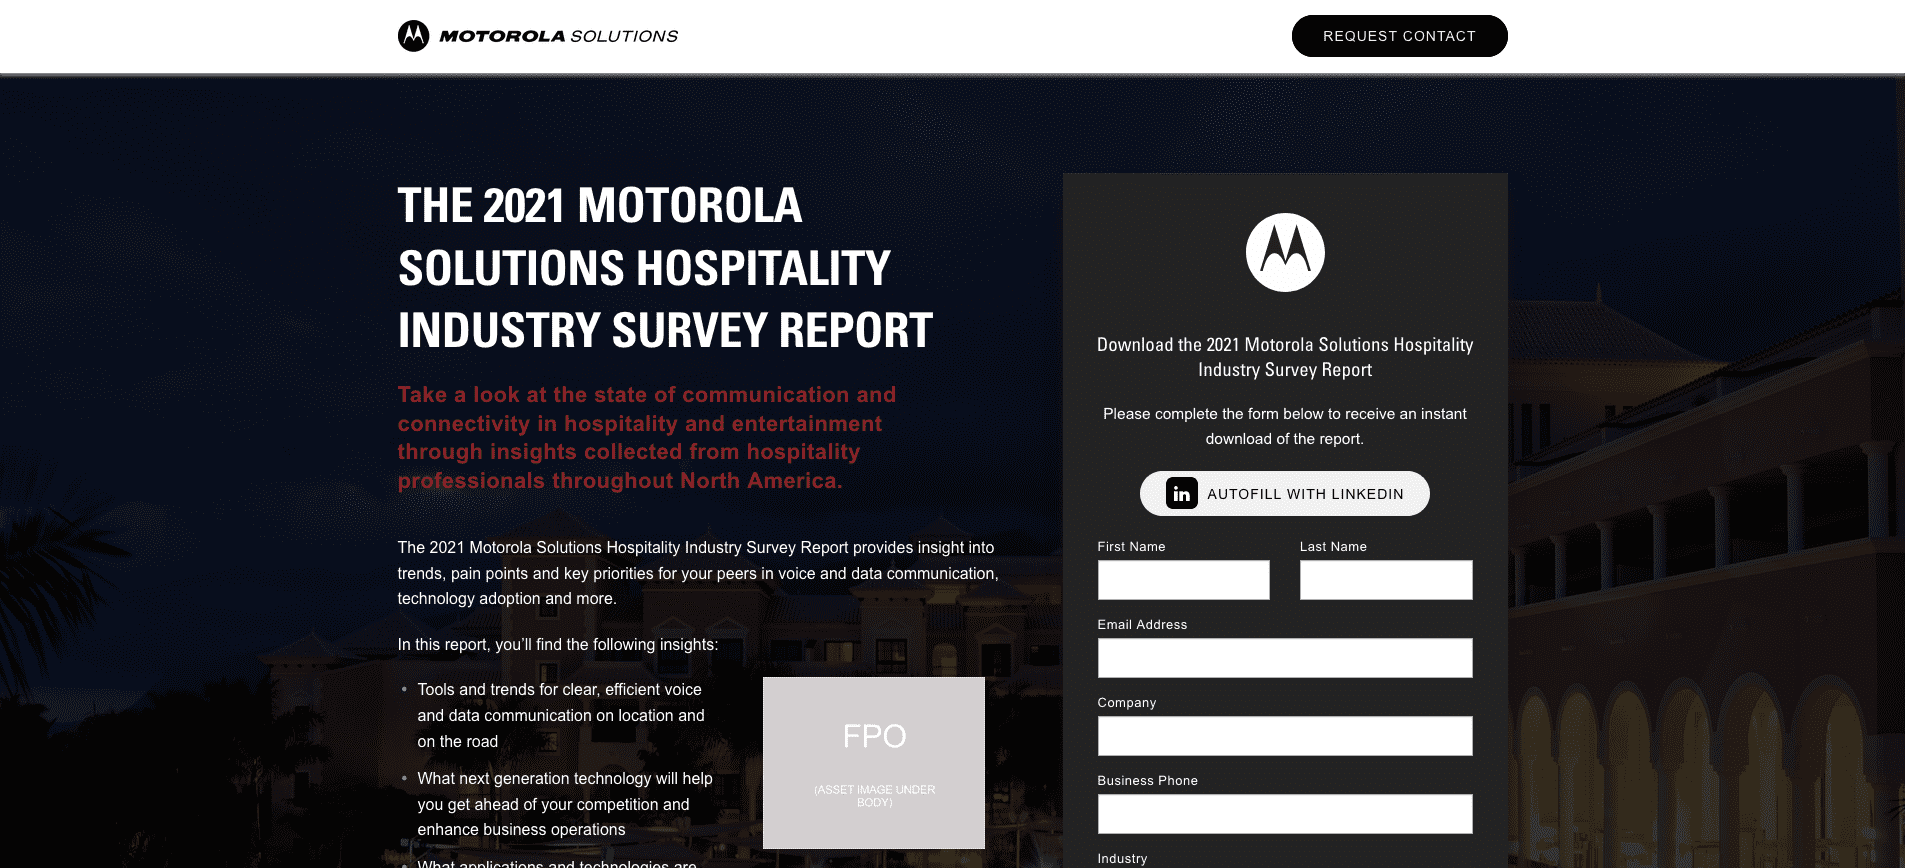 MOTOROLA SOLUTIONS
REQUEST CONTACT
THE 2021 MOTOROLA
SOLUTIONS HOSPITALITY
INDUSTRY SURVEY REPORT
Take a look at the state of communication and
connectivity in hospitality and entertainment
through insights collected from hospitality
professionals throughout North America.
The 2021 Motorola Solutions Hospitality Industry Survey Report provides insight into
trends, pain points and key priorities for your peers in voice and data communication,
technology adoption and more.
In this report, you’ll find the following insights:
• Tools and trends for clear, efficient voice
and data communication on location and
on the road
• What next generation technology will help
you get ahead of your competition and
enhance business operations
• What applications and technologies are
FPO
(ASSET IMAGE UNDER
BODY)
Download the 2021 Motorola Solutions Hospitality
Industry Survey Report
Please complete the form below to receive an instant
download of the report.
in AUTOFILL WITH LINKEDIN
First Name
Last Name
Email Address
Company
Business Phone
Industry